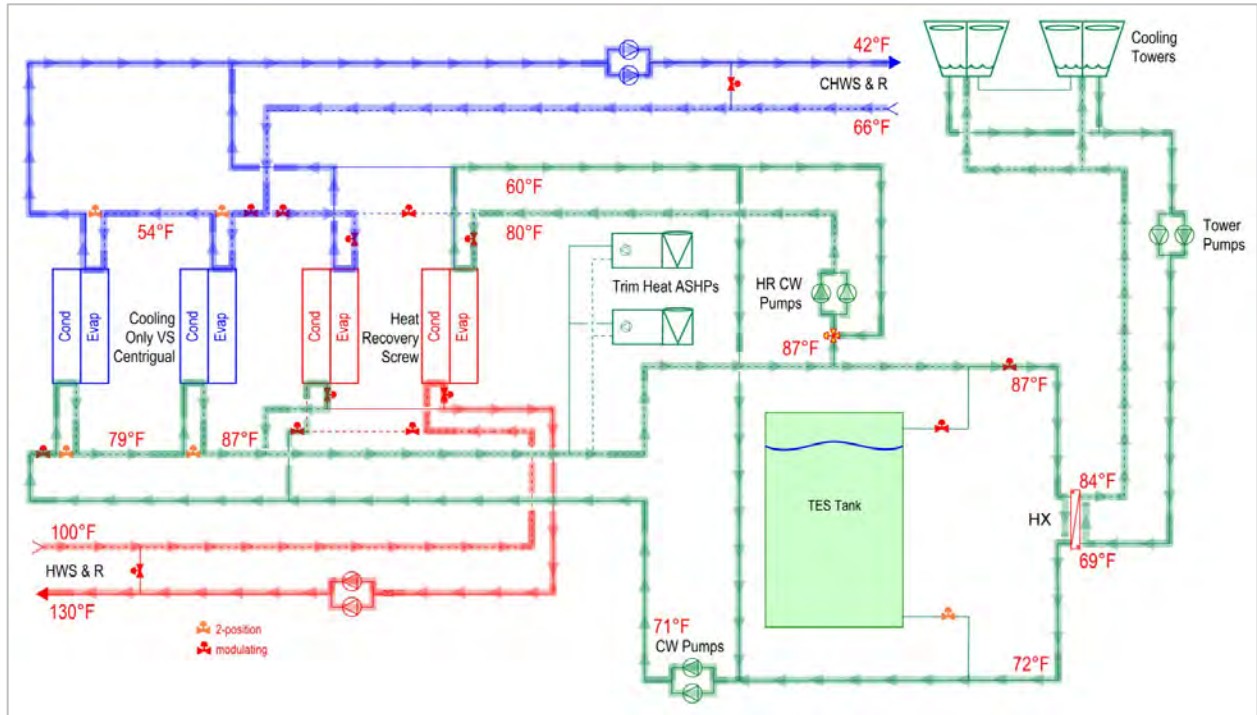 42°F
Cooling
Towers
CHWS & R
66°F
60°F
54°F
80°F
Tower
Pumps
Trim Heat ASHPs
HR CW
Pumps
Cond
Evap
Cooling
Only VS
Centrigual
Cond
Evap
Cond
Evap
Heat
Recovery
Screw
Cond
Evap
87°F
87°F
79°F
87°F
84°F
TES Tank
HX
100°F
69°F
HWS & R
130°F
2-position
modulating
71°F
CW Pumps
72°F